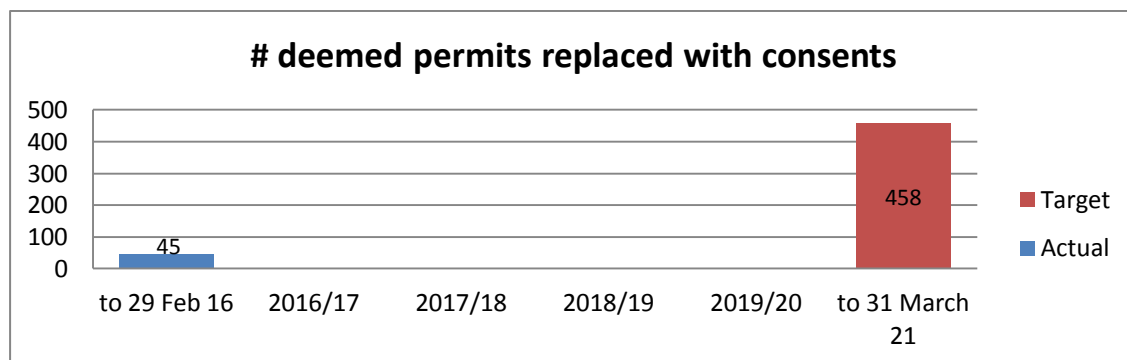 # deemed permits replaced with consents
500
400
300
200
100
0
45
458
to 29 Feb 16
2016/17
2017/18
2018/19
2019/20
to 31 March
21
Target
Actual